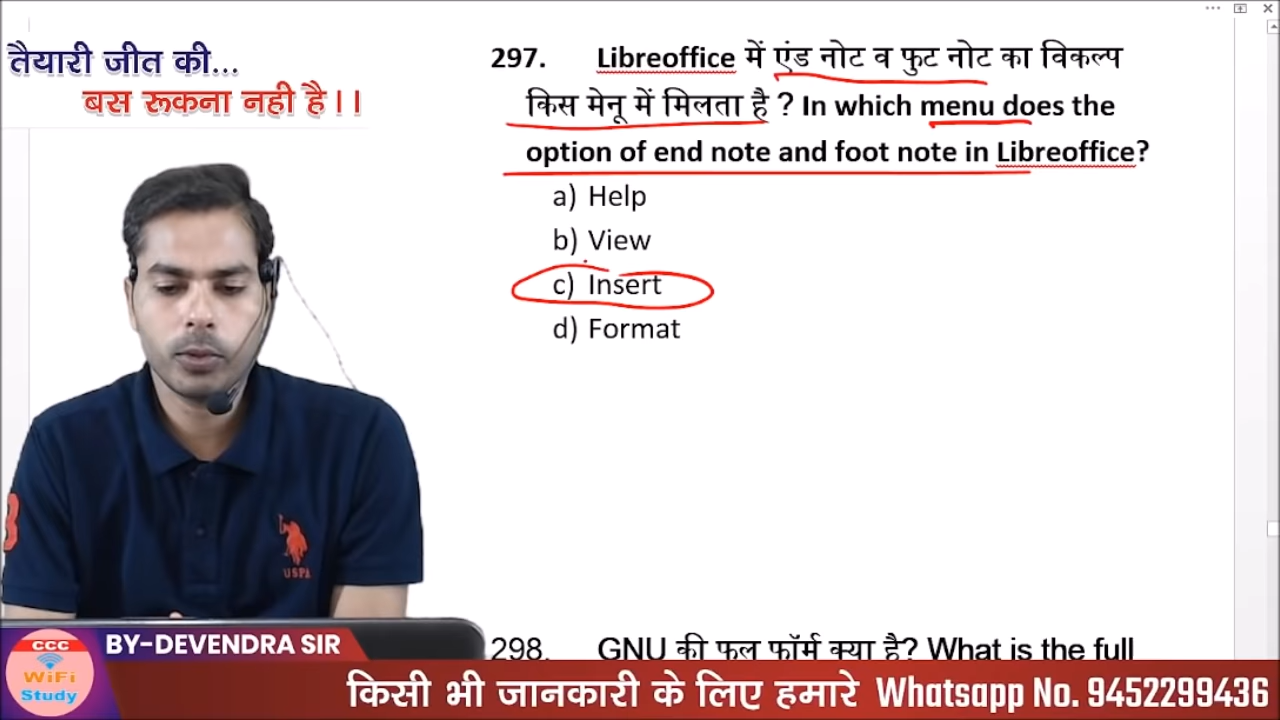 तैयारी जीत की...
बस रूकना नही है।।
297. Libreoffice में एंड नोट व फुट नोट का विकल्प
किस मेनू में मिलता है ? In which menu does the
option of end note and foot note in Libreoffice?
a) Help
b) View
c) Insert
d) Format
USPA
298. GNU की फुल फॉर्म क्या है? What is the full
CCC
WiFi
Study
BY-DEVENDRA SIR
किसी भी जानकारी के लिए हमारे Whatsapp No. 9452299436